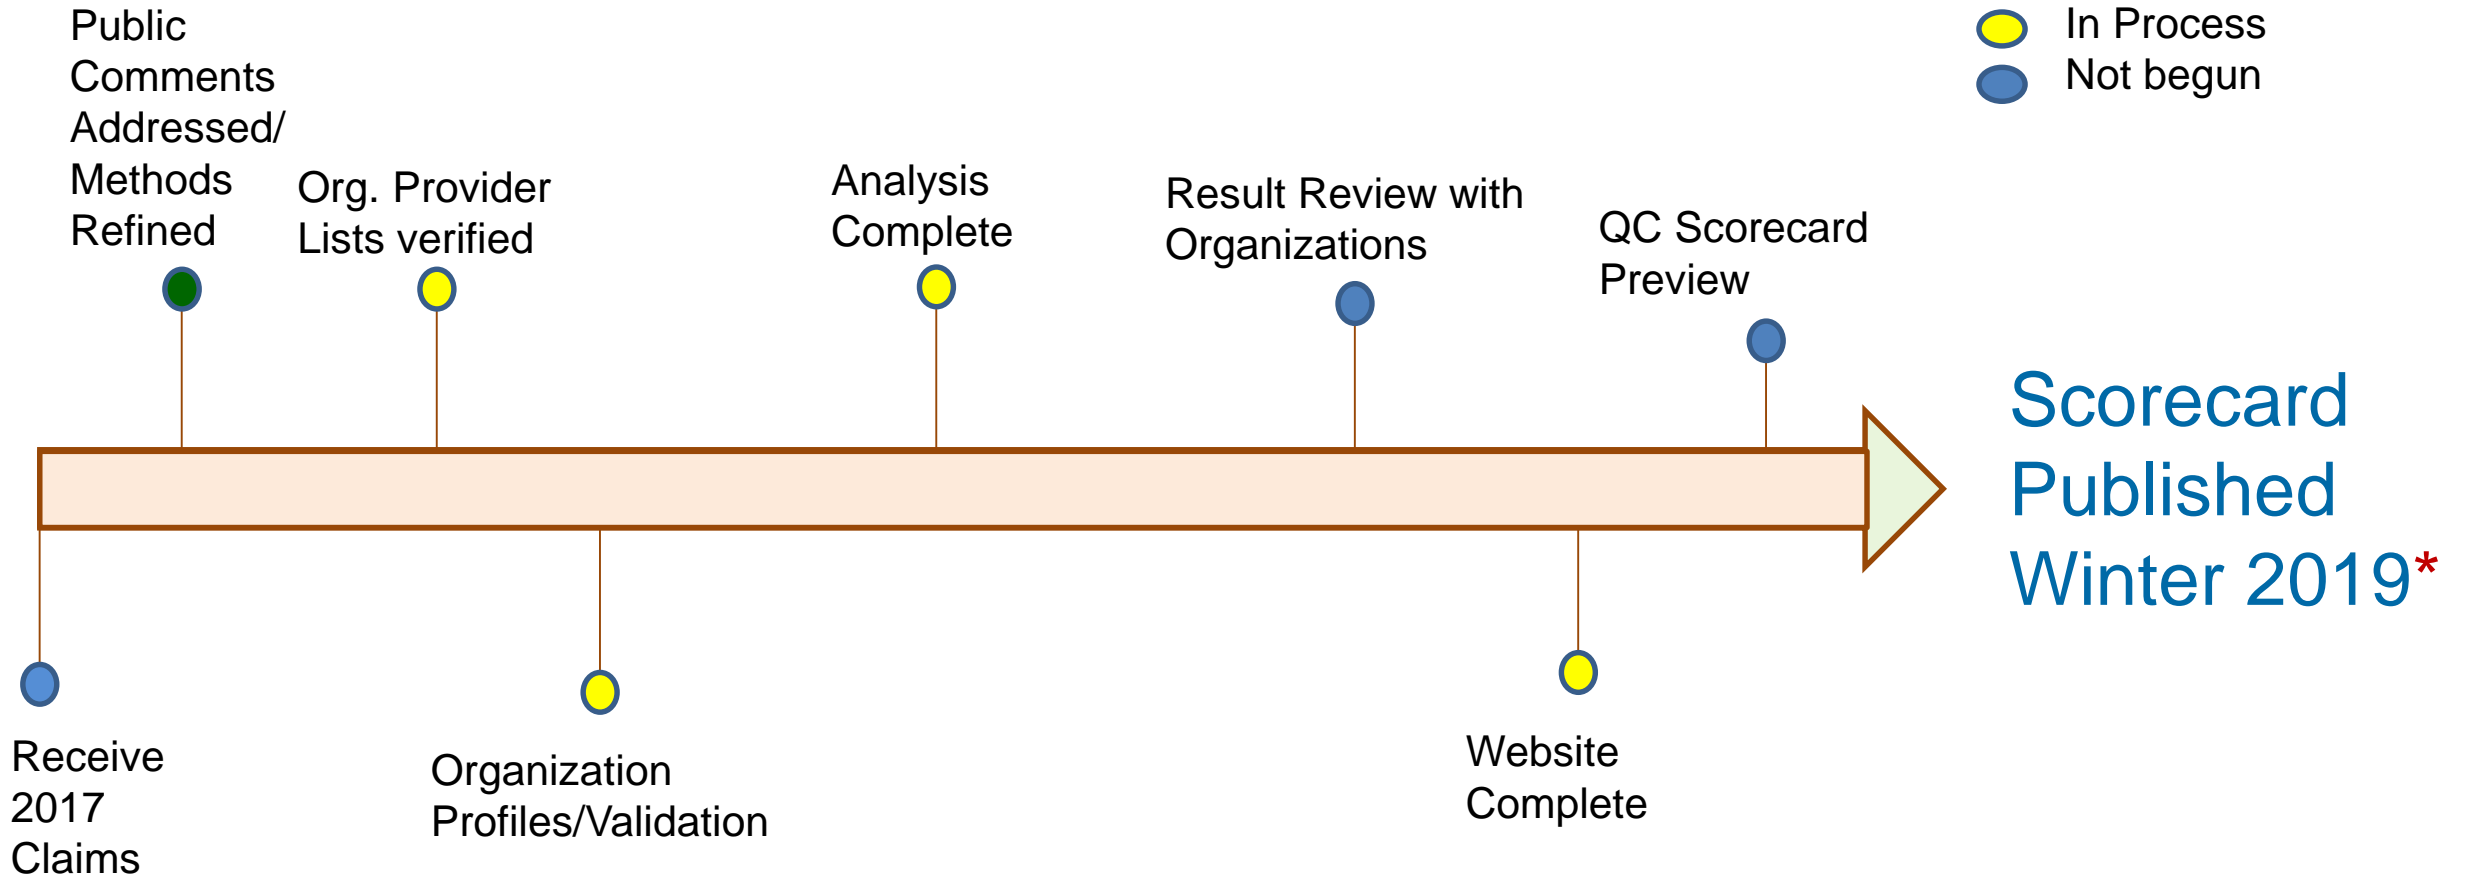 Public
Comments
Addressed/
Methods
Refined
Org. Provider
Lists verified
Analysis
Complete
Result Review with
Organizations
QC Scorecard
Preview
In Process
Not begun
Scorecard
Published
Winter 2019*
Receive
2017
Claims
Organization
Profiles/Validation
Website
Complete